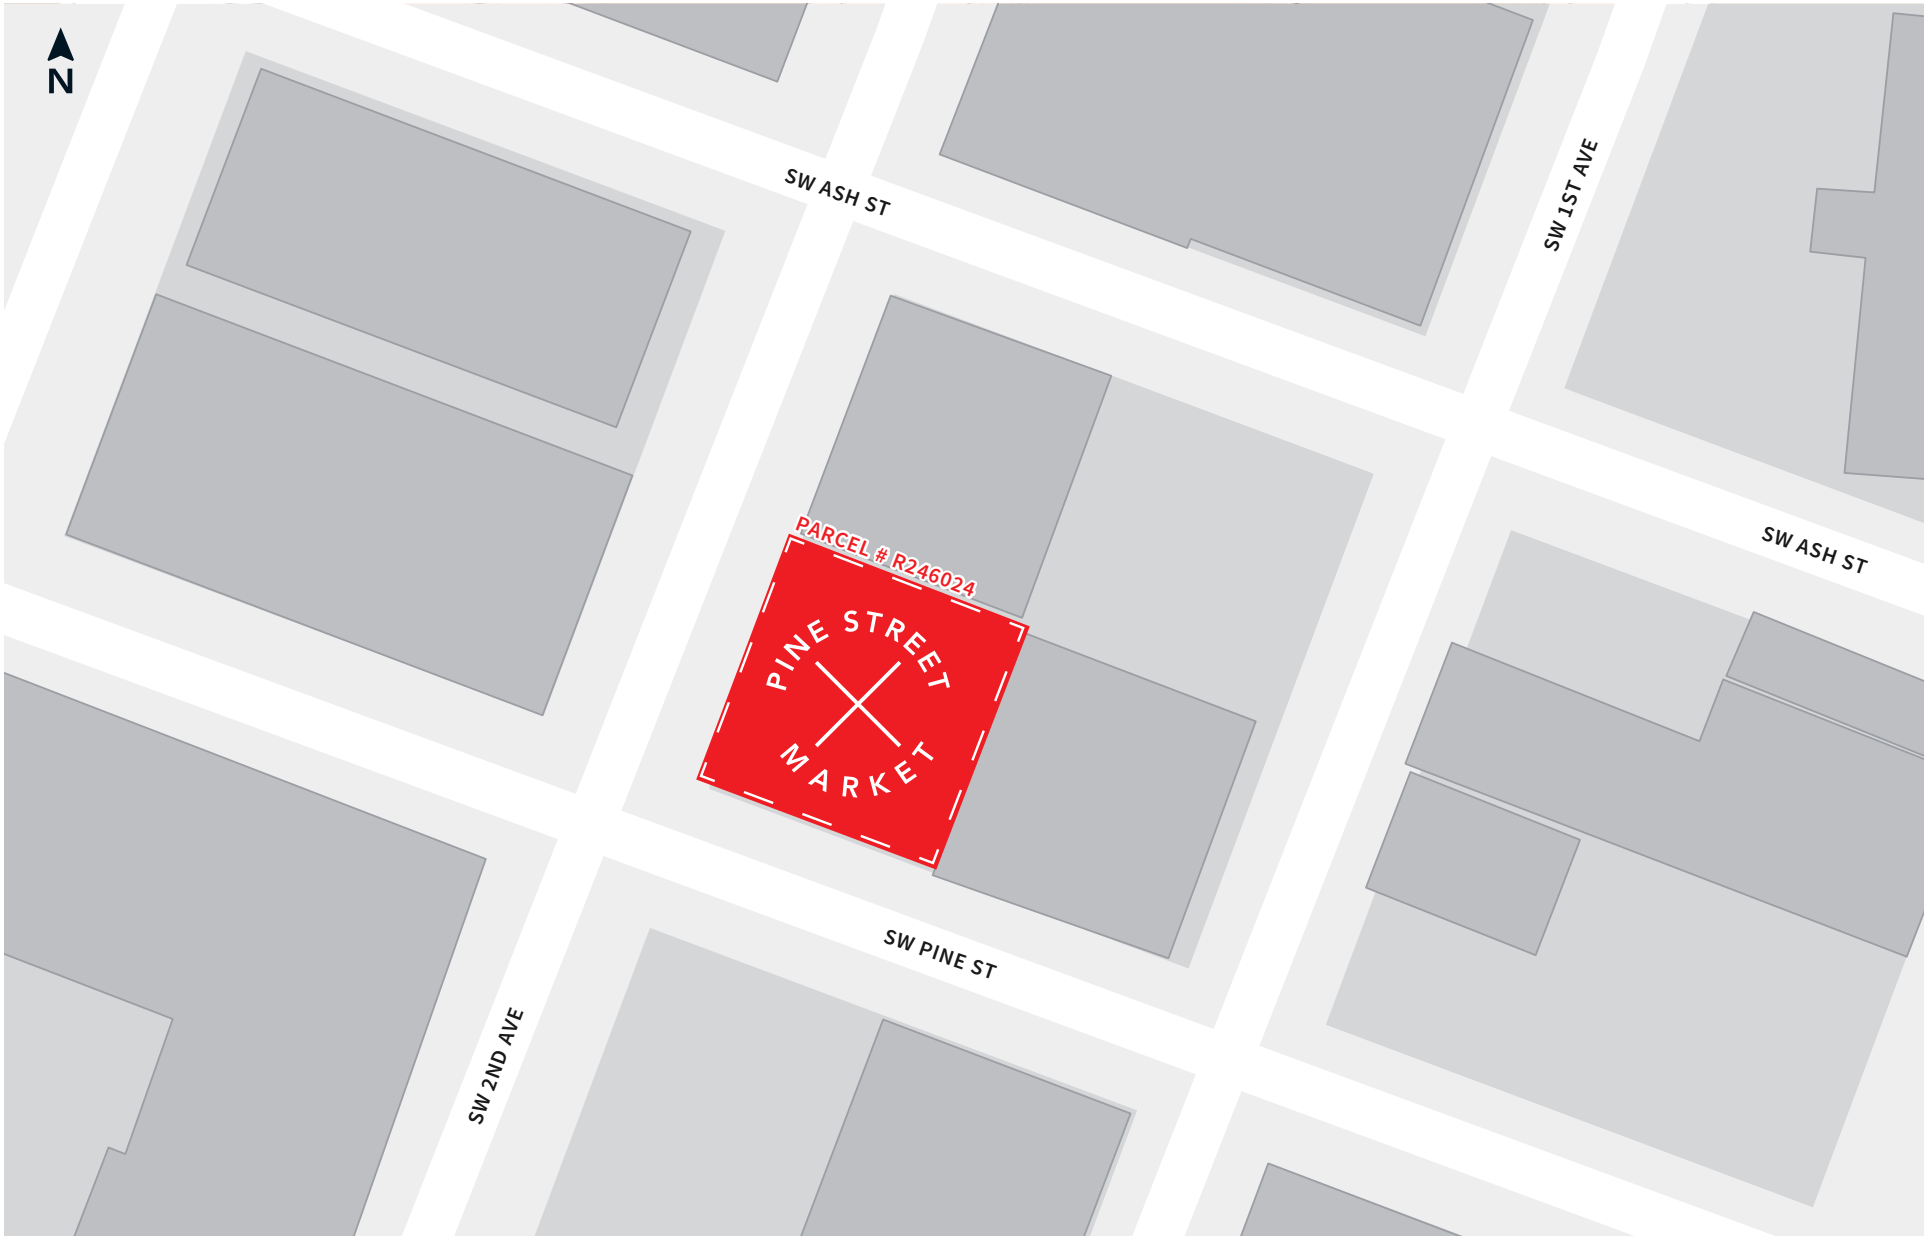 N
SW ASH ST
SW 1ST AVE
PARCEL # R246024
SW ASH ST
PINE STREET
MARKET
SW PINE ST
SW 2ND AVE